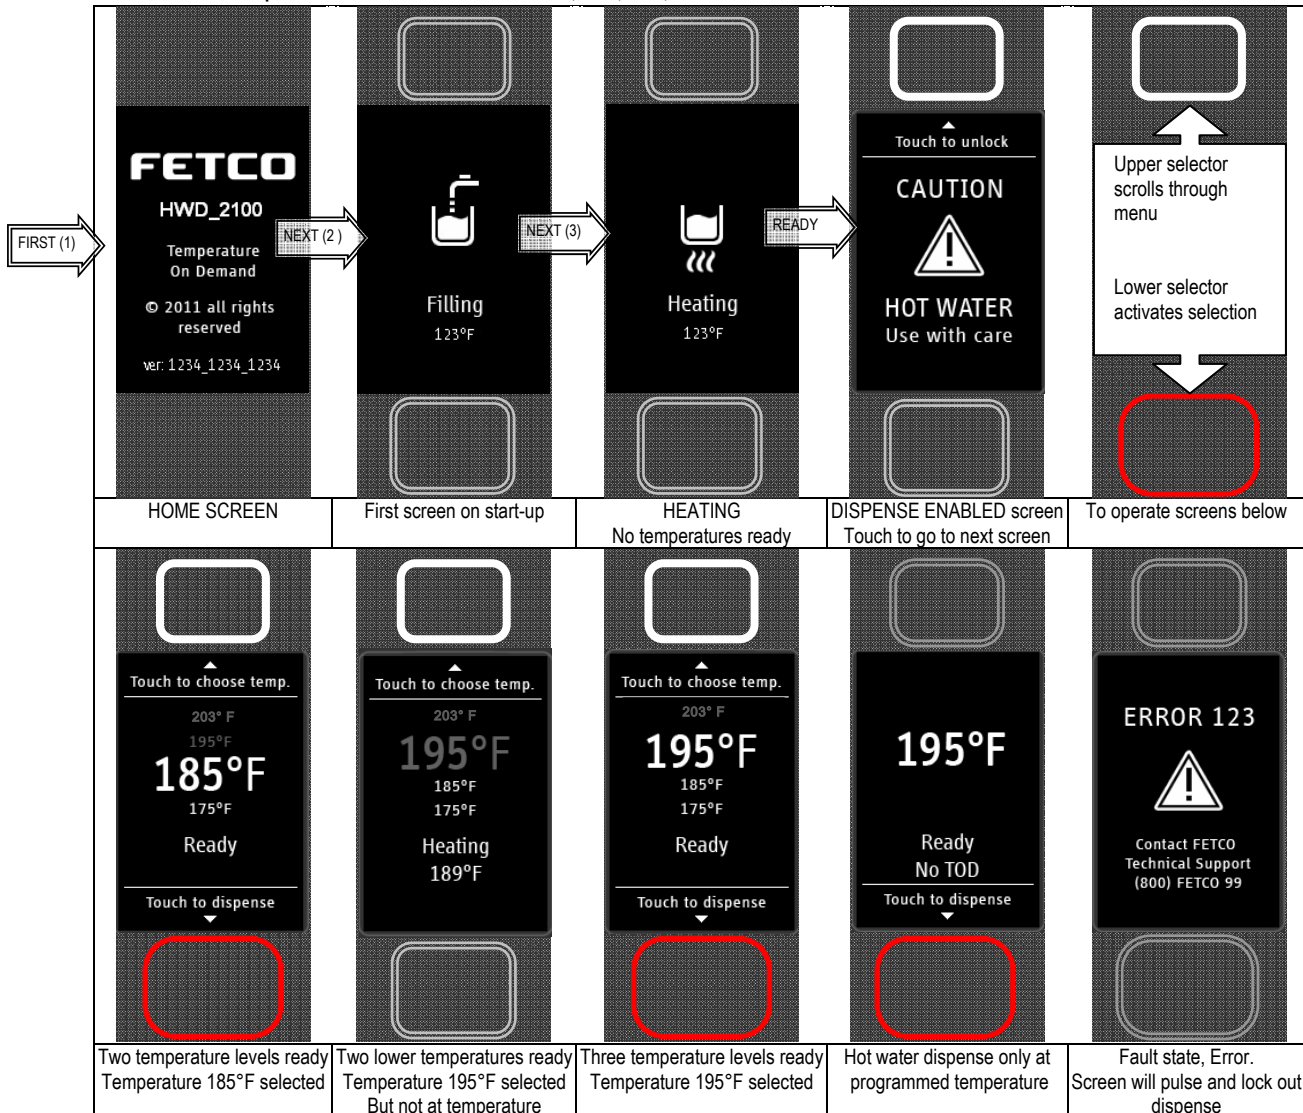 FIRST (1)
FETCO
HWD_2100
Temperature
On Demand
© 2011 all rights
reserved
ver: 1234_1234_1234
NEXT (2 )
Filling
123°F
NEXT (3)
Heating
123°F
READY
Touch to unlock
CAUTION
HOT WATER
Use with care
Upper selector
scrolls through
menu
Lower selector
activates selection
HOME SCREEN
First screen on start-up
HEATING
No temperatures ready
DISPENSE ENABLED screen
Touch to go to next screen
To operate screens below
Touch to choose temp.
203° F
195°F
185°F
175°F
Ready
Touch to dispense
Touch to choose temp.
203° F
195°F
185°F
175°F
Heating
189°F
Touch to choose temp.
203° F
195°F
185°F
175°F
Ready
Touch to dispense
195°F
Ready
No TOD
Touch to dispense
ERROR 123
Contact FETCO
Technical Support
(800) FETCO 99
Two temperature levels ready
Temperature 185°F selected
Two lower temperatures ready
Temperature 195°F selected
But not at temperature
Three temperature levels ready
Temperature 195°F selected
Hot water dispense only at
programmed temperature
Fault state, Error.
Screen will pulse and lock out
dispense